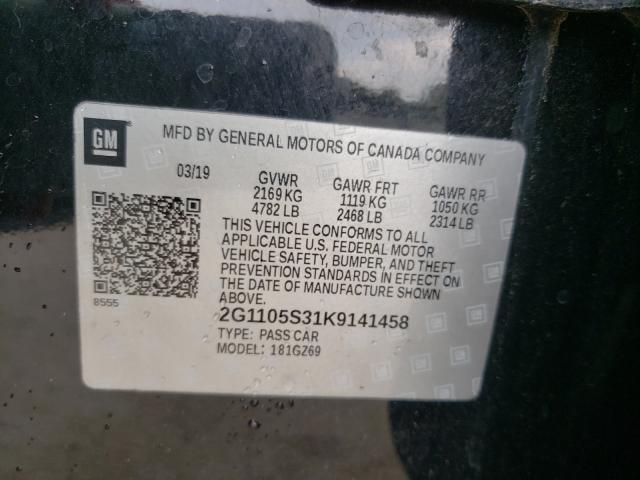 GM
MFD BY GENERAL MOTORS OF CANADA COMPANY
03/19 GVWR GAWR FRT GAWR RR
2169 KG 1119 KG 1050 KG
4782 LB 2468 LB 2314 LB
THIS VEHICLE CONFORMS TO ALL
APPLICABLE U.S. FEDERAL MOTOR
VEHICLE SAFETY, BUMPER, AND THEFT
PREVENTION STANDARDS IN EFFECT ON
THE DATE OF MANUFACTURE SHOWN
ABOVE.
8555
2G1105S31K9141458
TYPE: PASS CAR
MODEL: 181GZ69